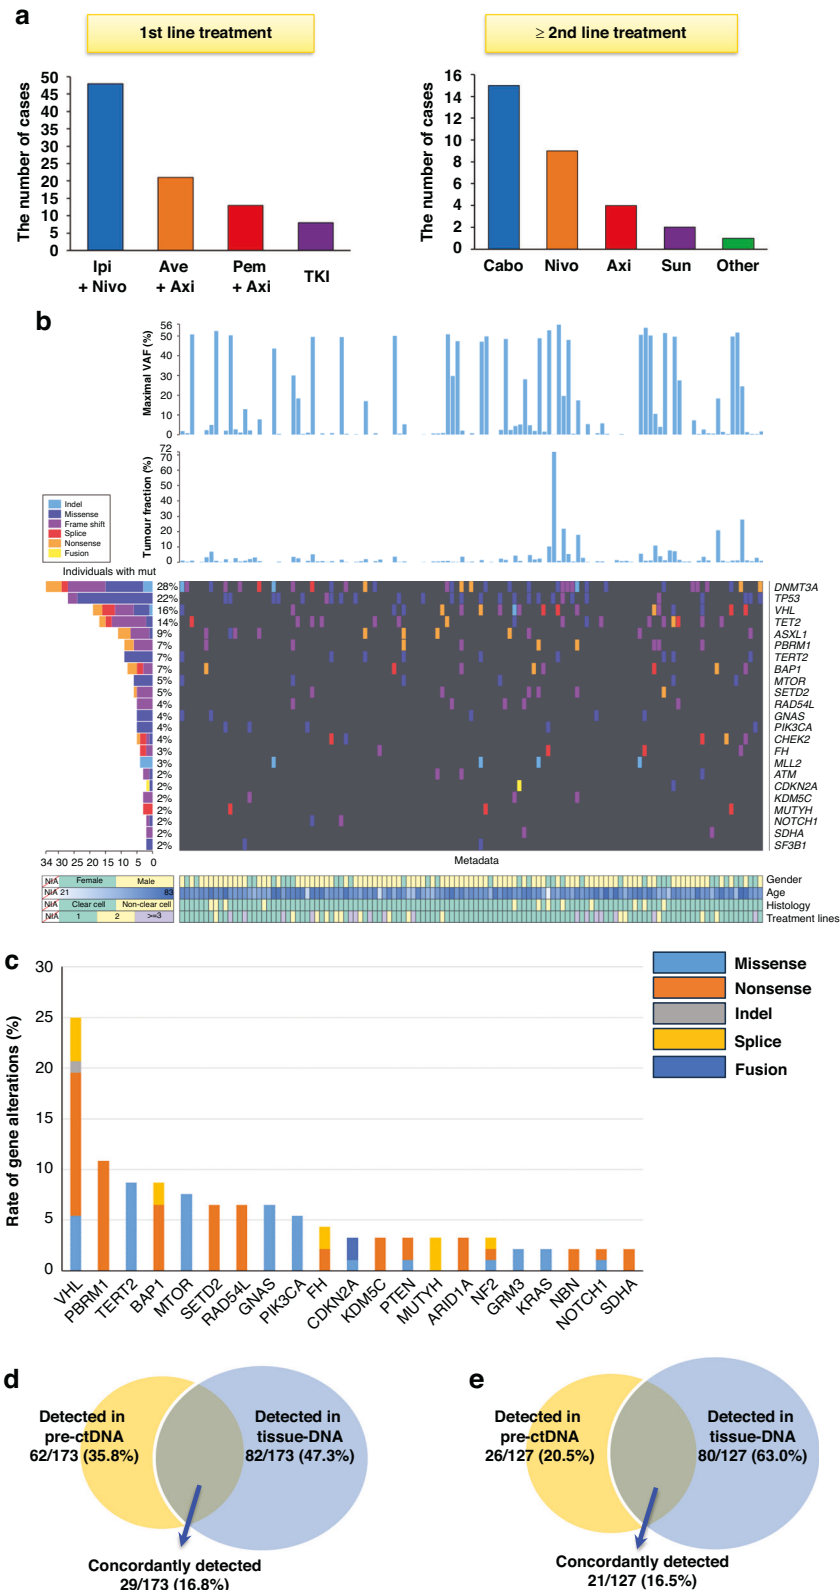 a
1st line treatment
≥ 2nd line treatment
The number of cases
50
45
40
35
30
25
20
15
10
5
0
Ipi + Nivo
Ave + Axi
Pem + Axi
TKI
The number of cases
16
14
12
10
8
6
4
2
0
Cabo
Nivo
Axi
Sun
Other
b
Maximal VAF (%)
56
50
40
30
20
10
0
Tumour fraction (%)
72
70
60
50
40
30
20
10
0
Indel
Missense
Frame shift
Splice
Nonsense
Fusion
Individuals with mut
28% DNMT3A
22% TP53
16% VHL
14% TET2
9% ASXL1
7% PBRM1
7% TERT2
7% BAP1
5% MTOR
5% SETD2
4% RAD54L
4% GNAS
4% PIK3CA
4% CHEK2
3% FH
3% MLL2
2% ATM
2% CDKN2A
2% KDM5C
2% MUTYH
2% NOTCH1
2% SDHA
2% SF3B1
34 30 25 20 15 10 5 0
Metadata
N/A Female Male Gender
N/A 21 83 Age
N/A Clear cell Non-clear cell Histology
N/A 1 2 >=3 Treatment lines
c
Rate of gene alterations (%)
30
25
20
15
10
5
0
VHL
PBRM1
TERT2
BAP1
MTOR
SETD2
RAD54L
GNAS
PIK3CA
FH
CDKN2A
KDM5C
PTEN
MUTYH
ARID1A
NF2
GRM3
KRAS
NBN
NOTCH1
SDHA
Missense
Nonsense
Indel
Splice
Fusion
d
Detected in
pre-ctDNA
62/173 (35.8%)
Detected in
tissue-DNA
82/173 (47.3%)
Concordantly detected
29/173 (16.8%)
e
Detected in
pre-ctDNA
26/127 (20.5%)
Detected in
tissue-DNA
80/127 (63.0%)
Concordantly detected
21/127 (16.5%)